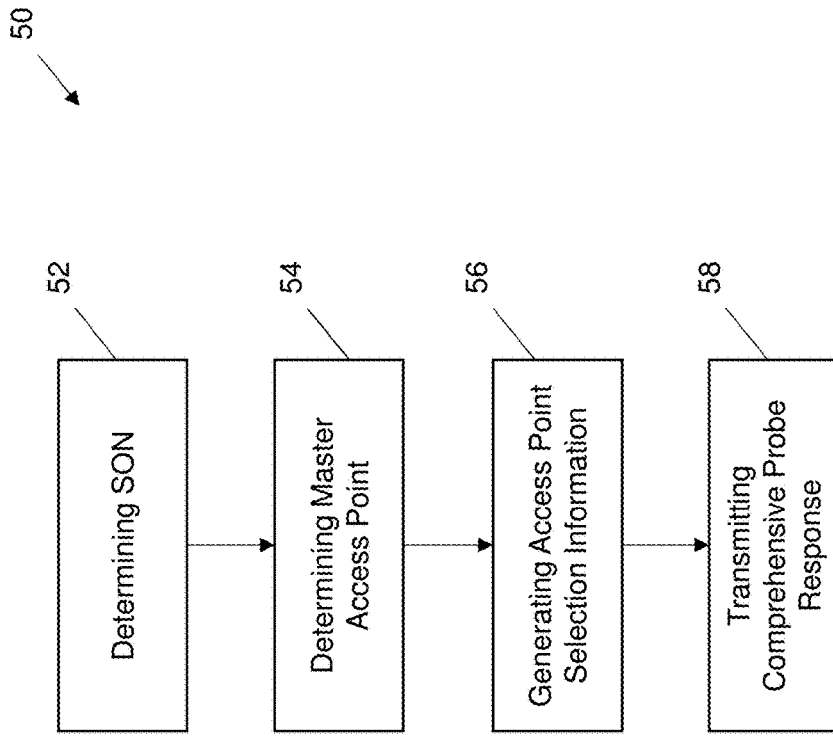 50
52
Determining SON
54
Determining Master
Access Point
56
Generating Access Point
Selection Information
58
Transmitting
Comprehensive Probe
Response